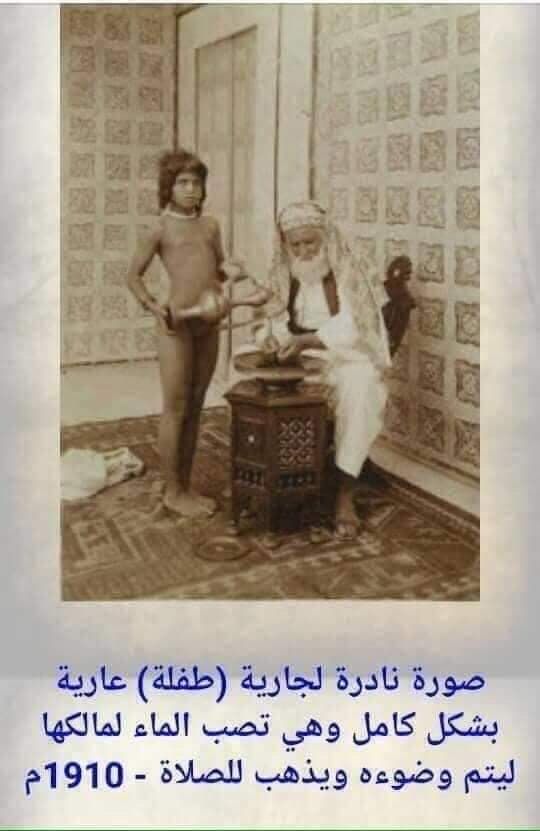 صورة نادرة لجارية (طفلة) عارية
بشكل كامل وهي تصب الماء لمالكها
ليتم وضوءه ويذهب للصلاة - 1910م